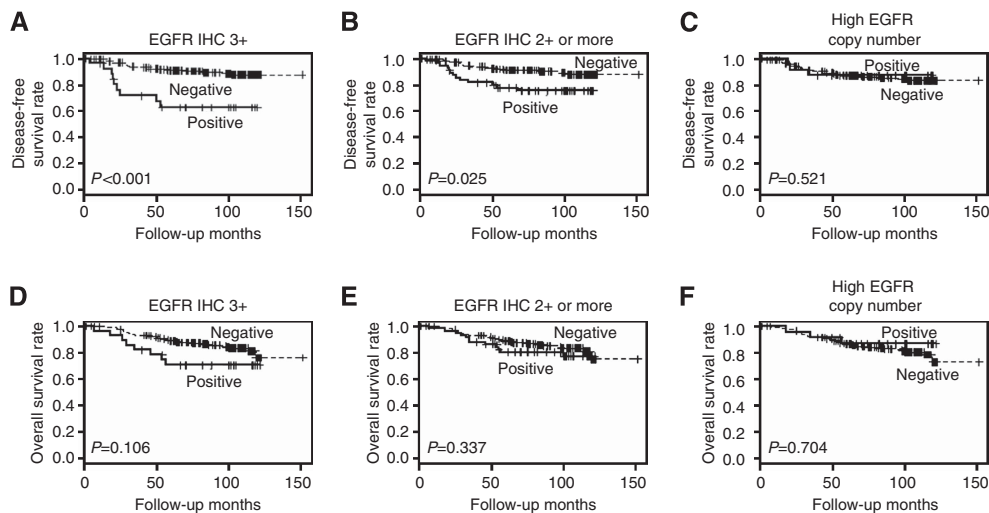 A
EGFR IHC 3+
Disease-free
survival rate
1.0
0.8
0.6
0.4
0.2
0.0
Negative
Positive
P<0.001
0 50 100 150
Follow-up months
B
EGFR IHC 2+ or more
Disease-free
survival rate
1.0
0.8
0.6
0.4
0.2
0.0
Negative
Positive
P=0.025
0 50 100 150
Follow-up months
C
High EGFR
copy number
Disease-free
survival rate
1.0
0.8
0.6
0.4
0.2
0.0
Positive
Negative
P=0.521
0 50 100 150
Follow-up months
D
EGFR IHC 3+
Overall survival rate
1.0
0.8
0.6
0.4
0.2
0.0
Negative
Positive
P=0.106
0 50 100 150
Follow-up months
E
EGFR IHC 2+ or more
Overall survival rate
1.0
0.8
0.6
0.4
0.2
0.0
Negative
Positive
P=0.337
0 50 100 150
Follow-up months
F
High EGFR
copy number
Overall survival rate
1.0
0.8
0.6
0.4
0.2
0.0
Positive
Negative
P=0.704
0 50 100 150
Follow-up months